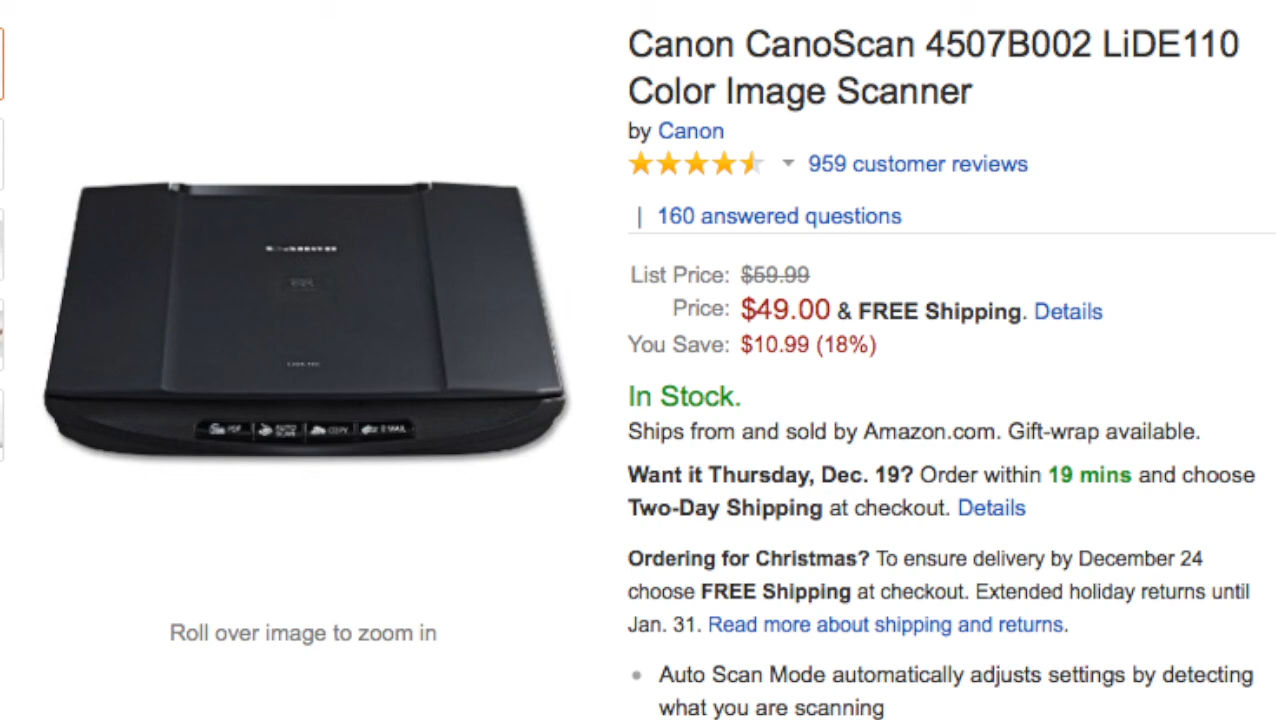 Canon CanoScan 4507B002 LiDE110
Color Image Scanner
by Canon
959 customer reviews
| 160 answered questions
List Price: $59.99
Price: $49.00 & FREE Shipping. Details
You Save: $10.99 (18%)
In Stock.
Ships from and sold by Amazon.com. Gift-wrap available.
Want it Thursday, Dec. 19? Order within 19 mins and choose
Two-Day Shipping at checkout. Details
Ordering for Christmas? To ensure delivery by December 24
choose FREE Shipping at checkout. Extended holiday returns until
Jan. 31. Read more about shipping and returns.
Auto Scan Mode automatically adjusts settings by detecting
what you are scanning
PDF AUTO SCAN COPY E-MAIL
Roll over image to zoom in